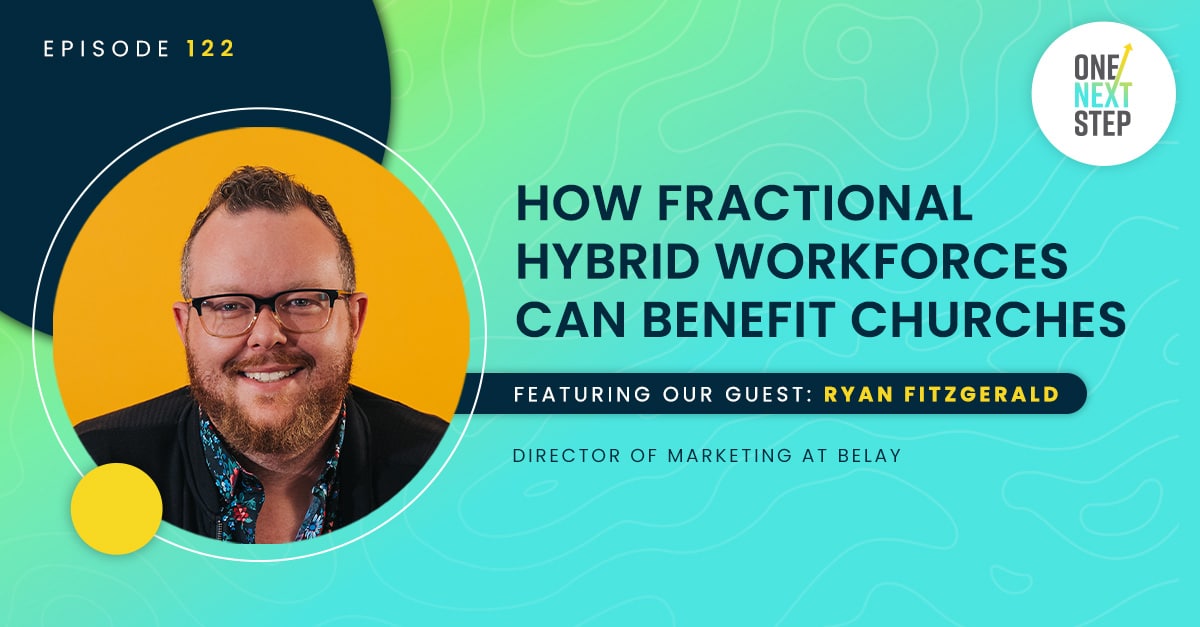 EPISODE 122
ONE
NEXT
STEP
HOW FRACTIONAL
HYBRID WORKFORCES
CAN BENEFIT CHURCHES
FEATURING OUR GUEST: RYAN FITZGERALD
DIRECTOR OF MARKETING AT BELAY